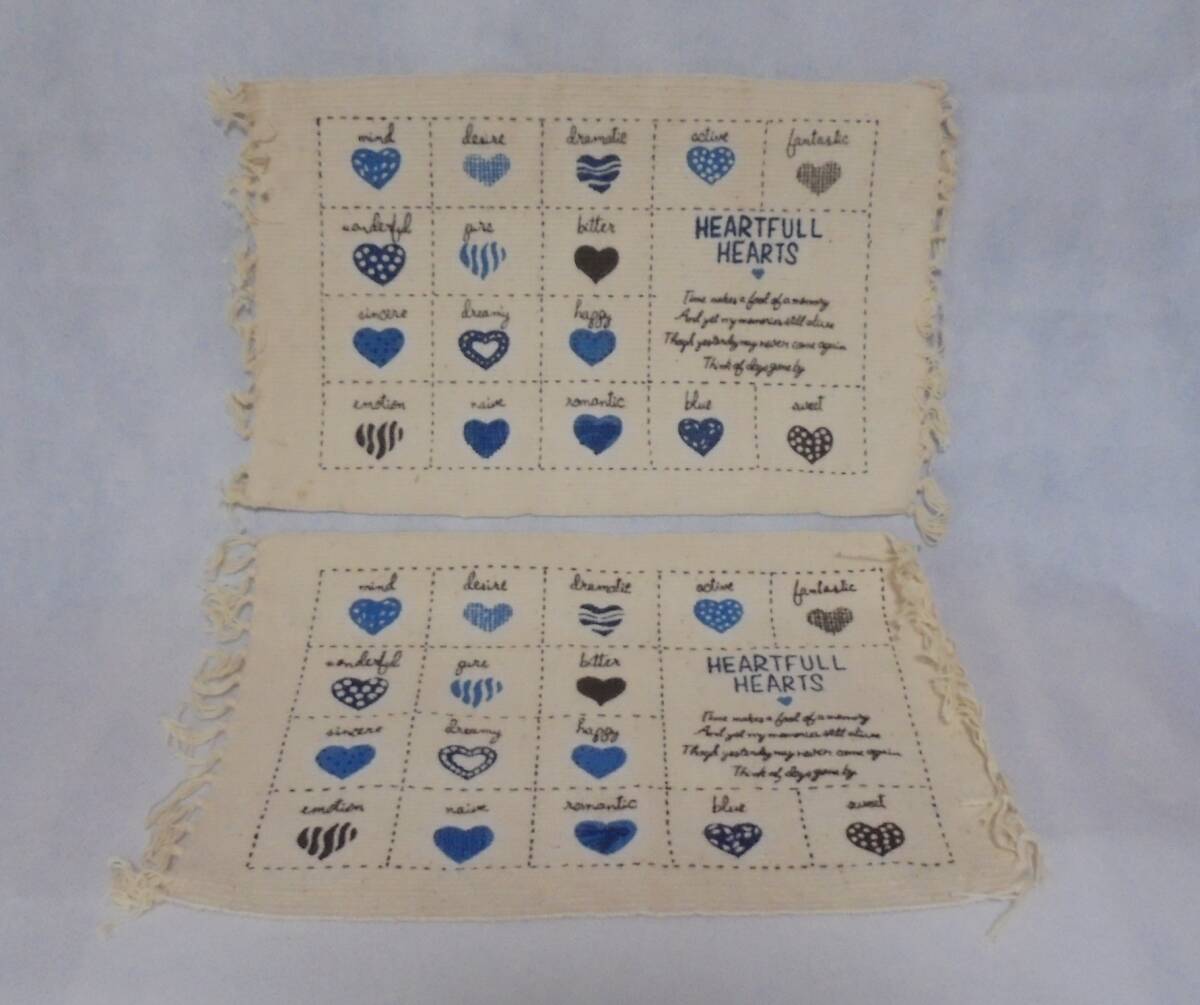 mind desire dramatic active fantastic
wonderful pure bitter
HEARTFULL
HEARTS
Time makes a fool of a memory
And yet my memories still alive
sincere dreamy happy
Though yesterday may never come again
Think of days gone by
emotion naive romantic blue sweet
mind desire dramatic active fantastic
wonderful pure bitter
HEARTFULL
HEARTS
Time makes a fool of a memory
And yet my memories still alive
sincere dreamy happy
Though yesterday may never come again
Think of days gone by
emotion naive romantic blue sweet